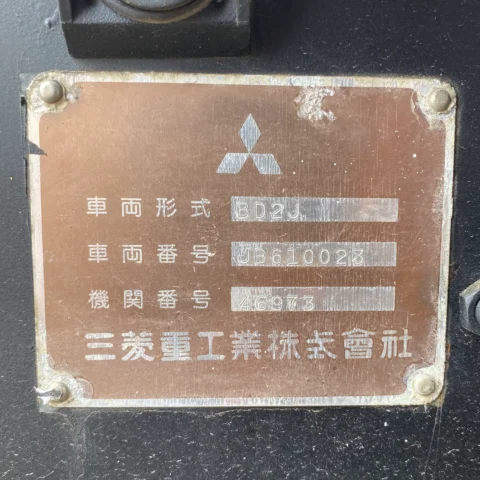 車両形式 BD2J
車両番号 JB610023
機関番号 46973
三菱重工業株式會社